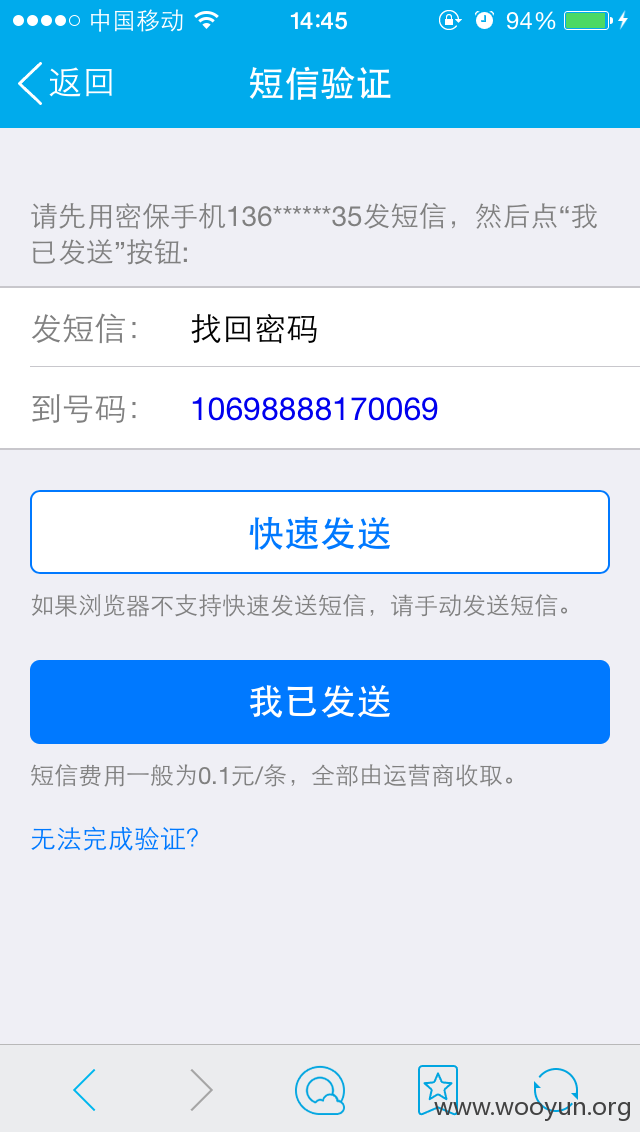 中国移动 14:45 94%
返回 短信验证
请先用密保手机136******35发短信，然后点“我
已发送”按钮:
发短信： 找回密码
到号码： 10698888170069
快速发送
如果浏览器不支持快速发送短信，请手动发送短信。
我已发送
短信费用一般为0.1元/条，全部由运营商收取。
无法完成验证?
www.wooyun.org